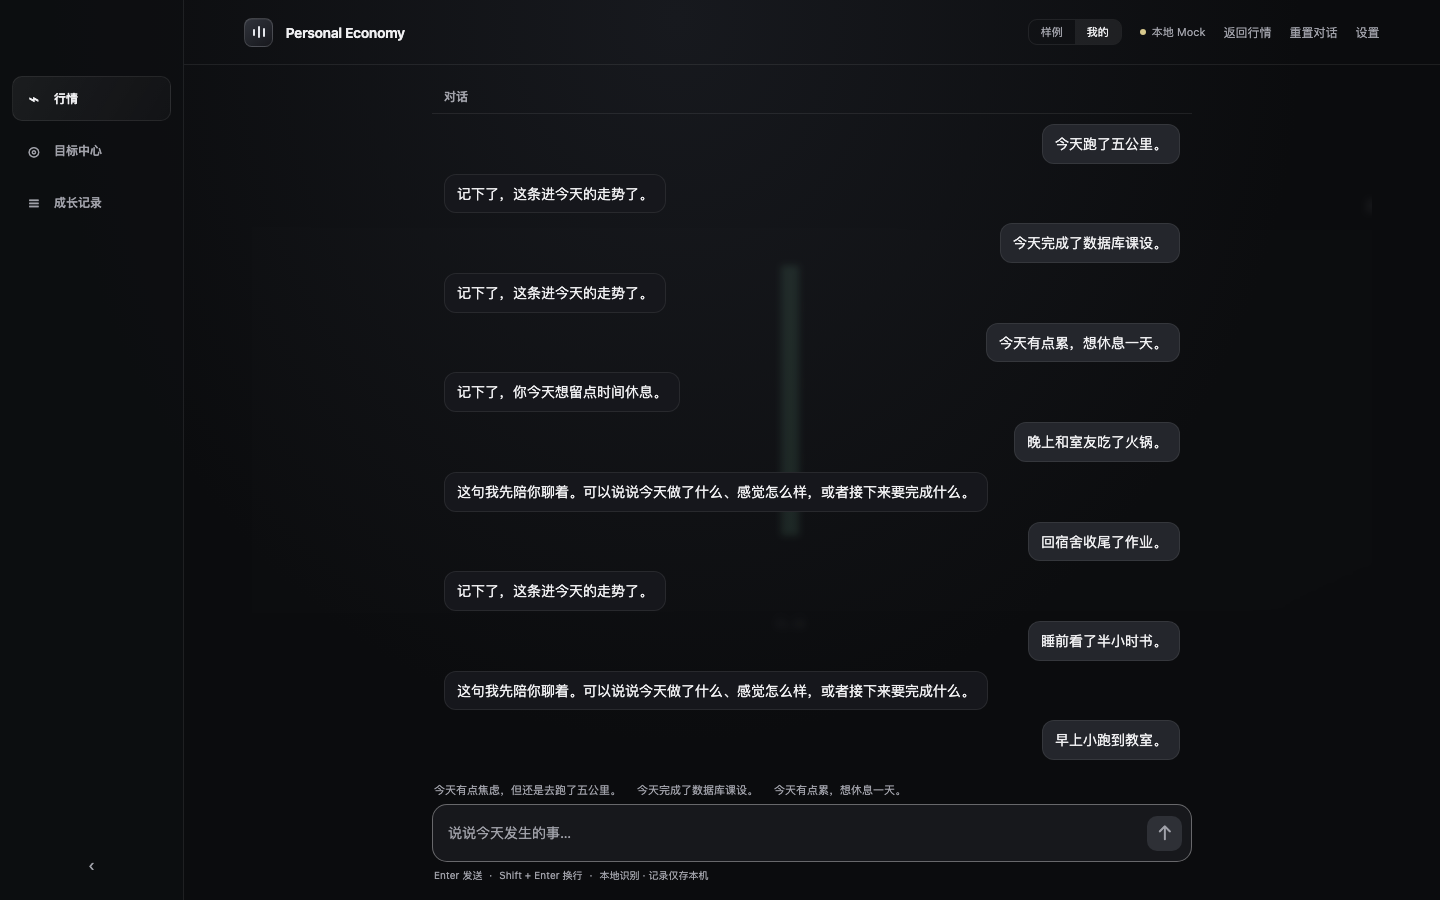 Personal Economy
样例
我的
本地 Mock
返回行情
重置对话
设置
行情
目标中心
成长记录
对话
今天跑了五公里。
记下了，这条进今天的走势了。
今天完成了数据库课设。
记下了，这条进今天的走势了。
今天有点累，想休息一天。
记下了，你今天想留点时间休息。
晚上和室友吃了火锅。
这句我先陪你聊着。可以说说今天做了什么、感觉怎么样，或者接下来要完成什么。
回宿舍收尾了作业。
记下了，这条进今天的走势了。
睡前看了半小时书。
这句我先陪你聊着。可以说说今天做了什么、感觉怎么样，或者接下来要完成什么。
早上小跑到教室。
今天有点焦虑，但还是去跑了五公里。
今天完成了数据库课设。
今天有点累，想休息一天。
说说今天发生的事...
Enter 发送 · Shift + Enter 换行 · 本地识别 · 记录仅存本机